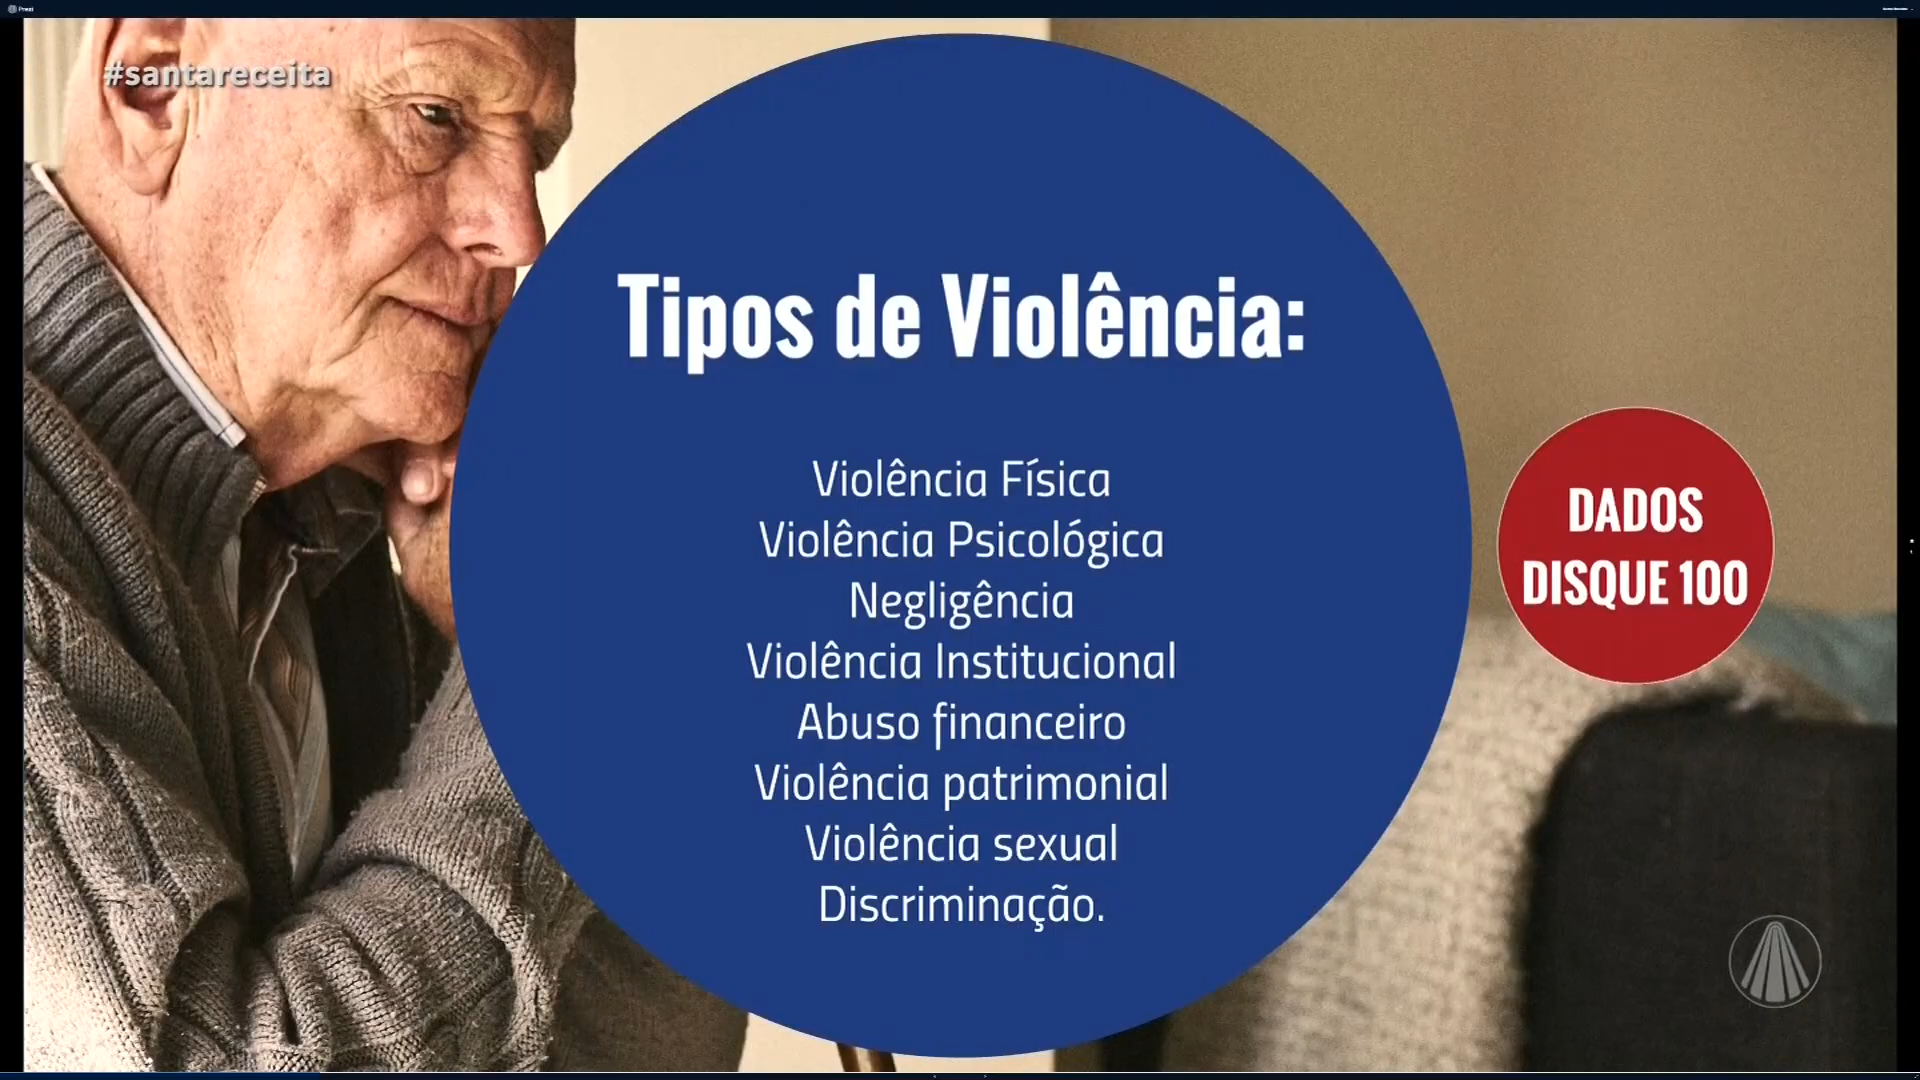 Prezi
#santareceita
Tipos de Violência:
Violência Física
Violência Psicológica
Negligência
Violência Institucional
Abuso financeiro
Violência patrimonial
Violência sexual
Discriminação.
DADOS
DISQUE 100